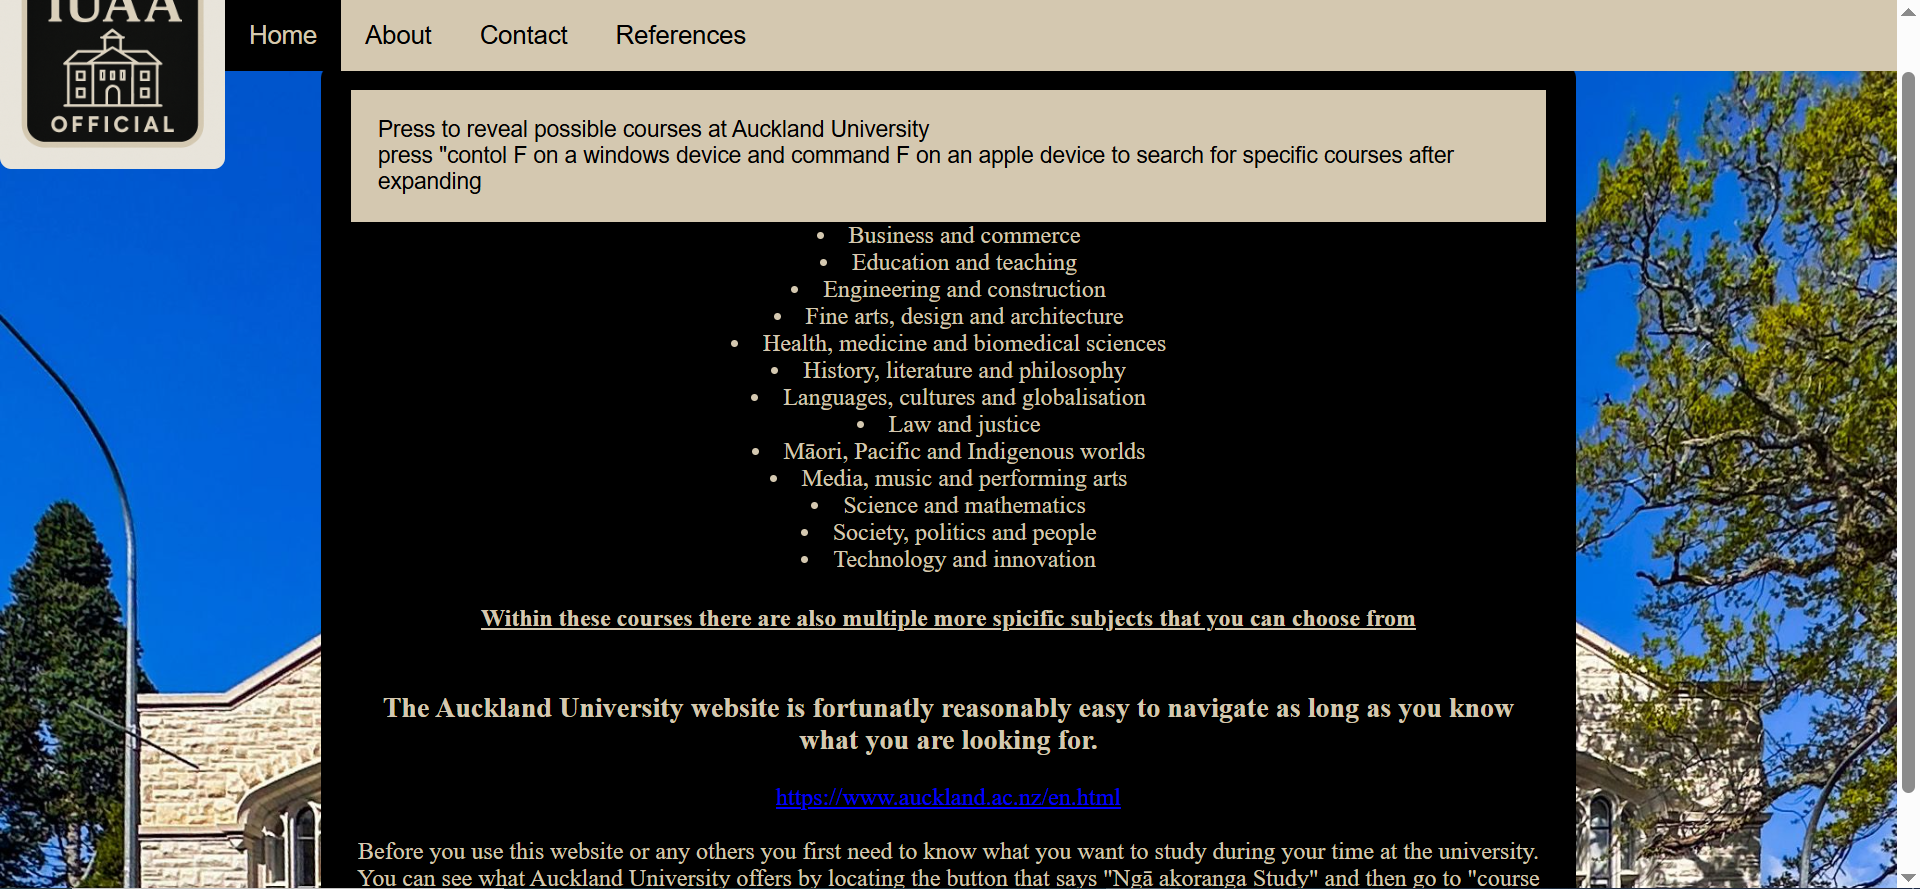 IUAA
OFFICIAL
Home About Contact References
Press to reveal possible courses at Auckland University
press "contol F on a windows device and command F on an apple device to search for specific courses after
expanding
• Business and commerce
• Education and teaching
• Engineering and construction
• Fine arts, design and architecture
• Health, medicine and biomedical sciences
• History, literature and philosophy
• Languages, cultures and globalisation
• Law and justice
• Māori, Pacific and Indigenous worlds
• Media, music and performing arts
• Science and mathematics
• Society, politics and people
• Technology and innovation
Within these courses there are also multiple more spicific subjects that you can choose from
The Auckland University website is fortunatly reasonably easy to navigate as long as you know
what you are looking for.
https://www.auckland.ac.nz/en.html
Before you use this website or any others you first need to know what you want to study during your time at the university.
You can see what Auckland University offers by locating the button that says "Ngā akoranga Study" and then go to "course